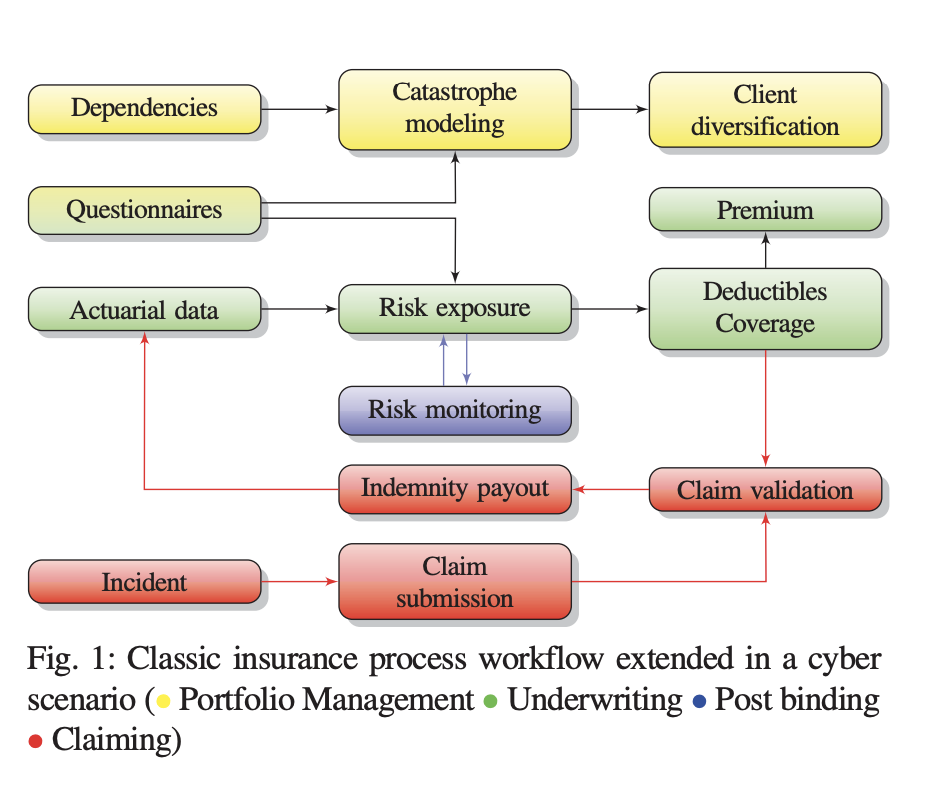 Dependencies
Catastrophe
modeling
Client
diversification
Questionnaires
Premium
Actuarial data
Risk exposure
Deductibles
Coverage
Risk monitoring
Indemnity payout
Claim validation
Incident
Claim
submission
Fig. 1: Classic insurance process workflow extended in a cyber
scenario (● Portfolio Management ● Underwriting ● Post binding
● Claiming)